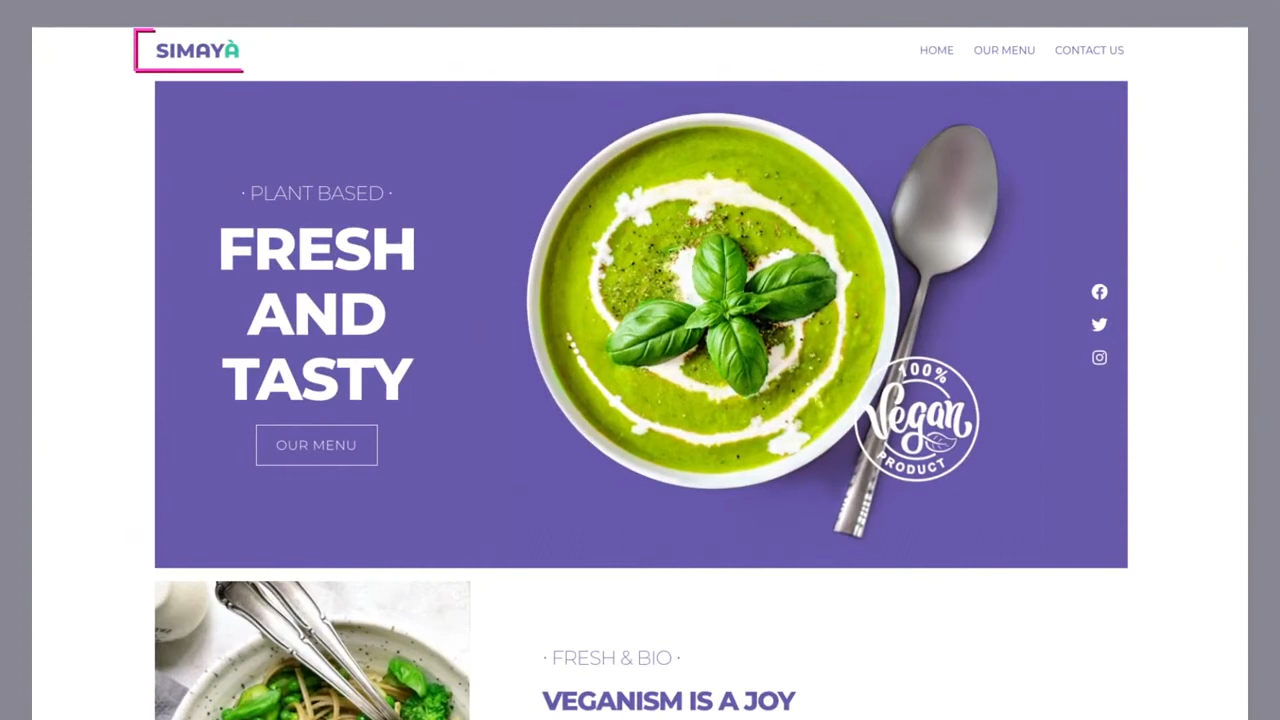 SIMAYÀ
HOME OUR MENU CONTACT US
· PLANT BASED ·
FRESH
AND
TASTY
OUR MENU
100%
Vegan
PRODUCT
· FRESH & BIO ·
VEGANISM IS A JOY